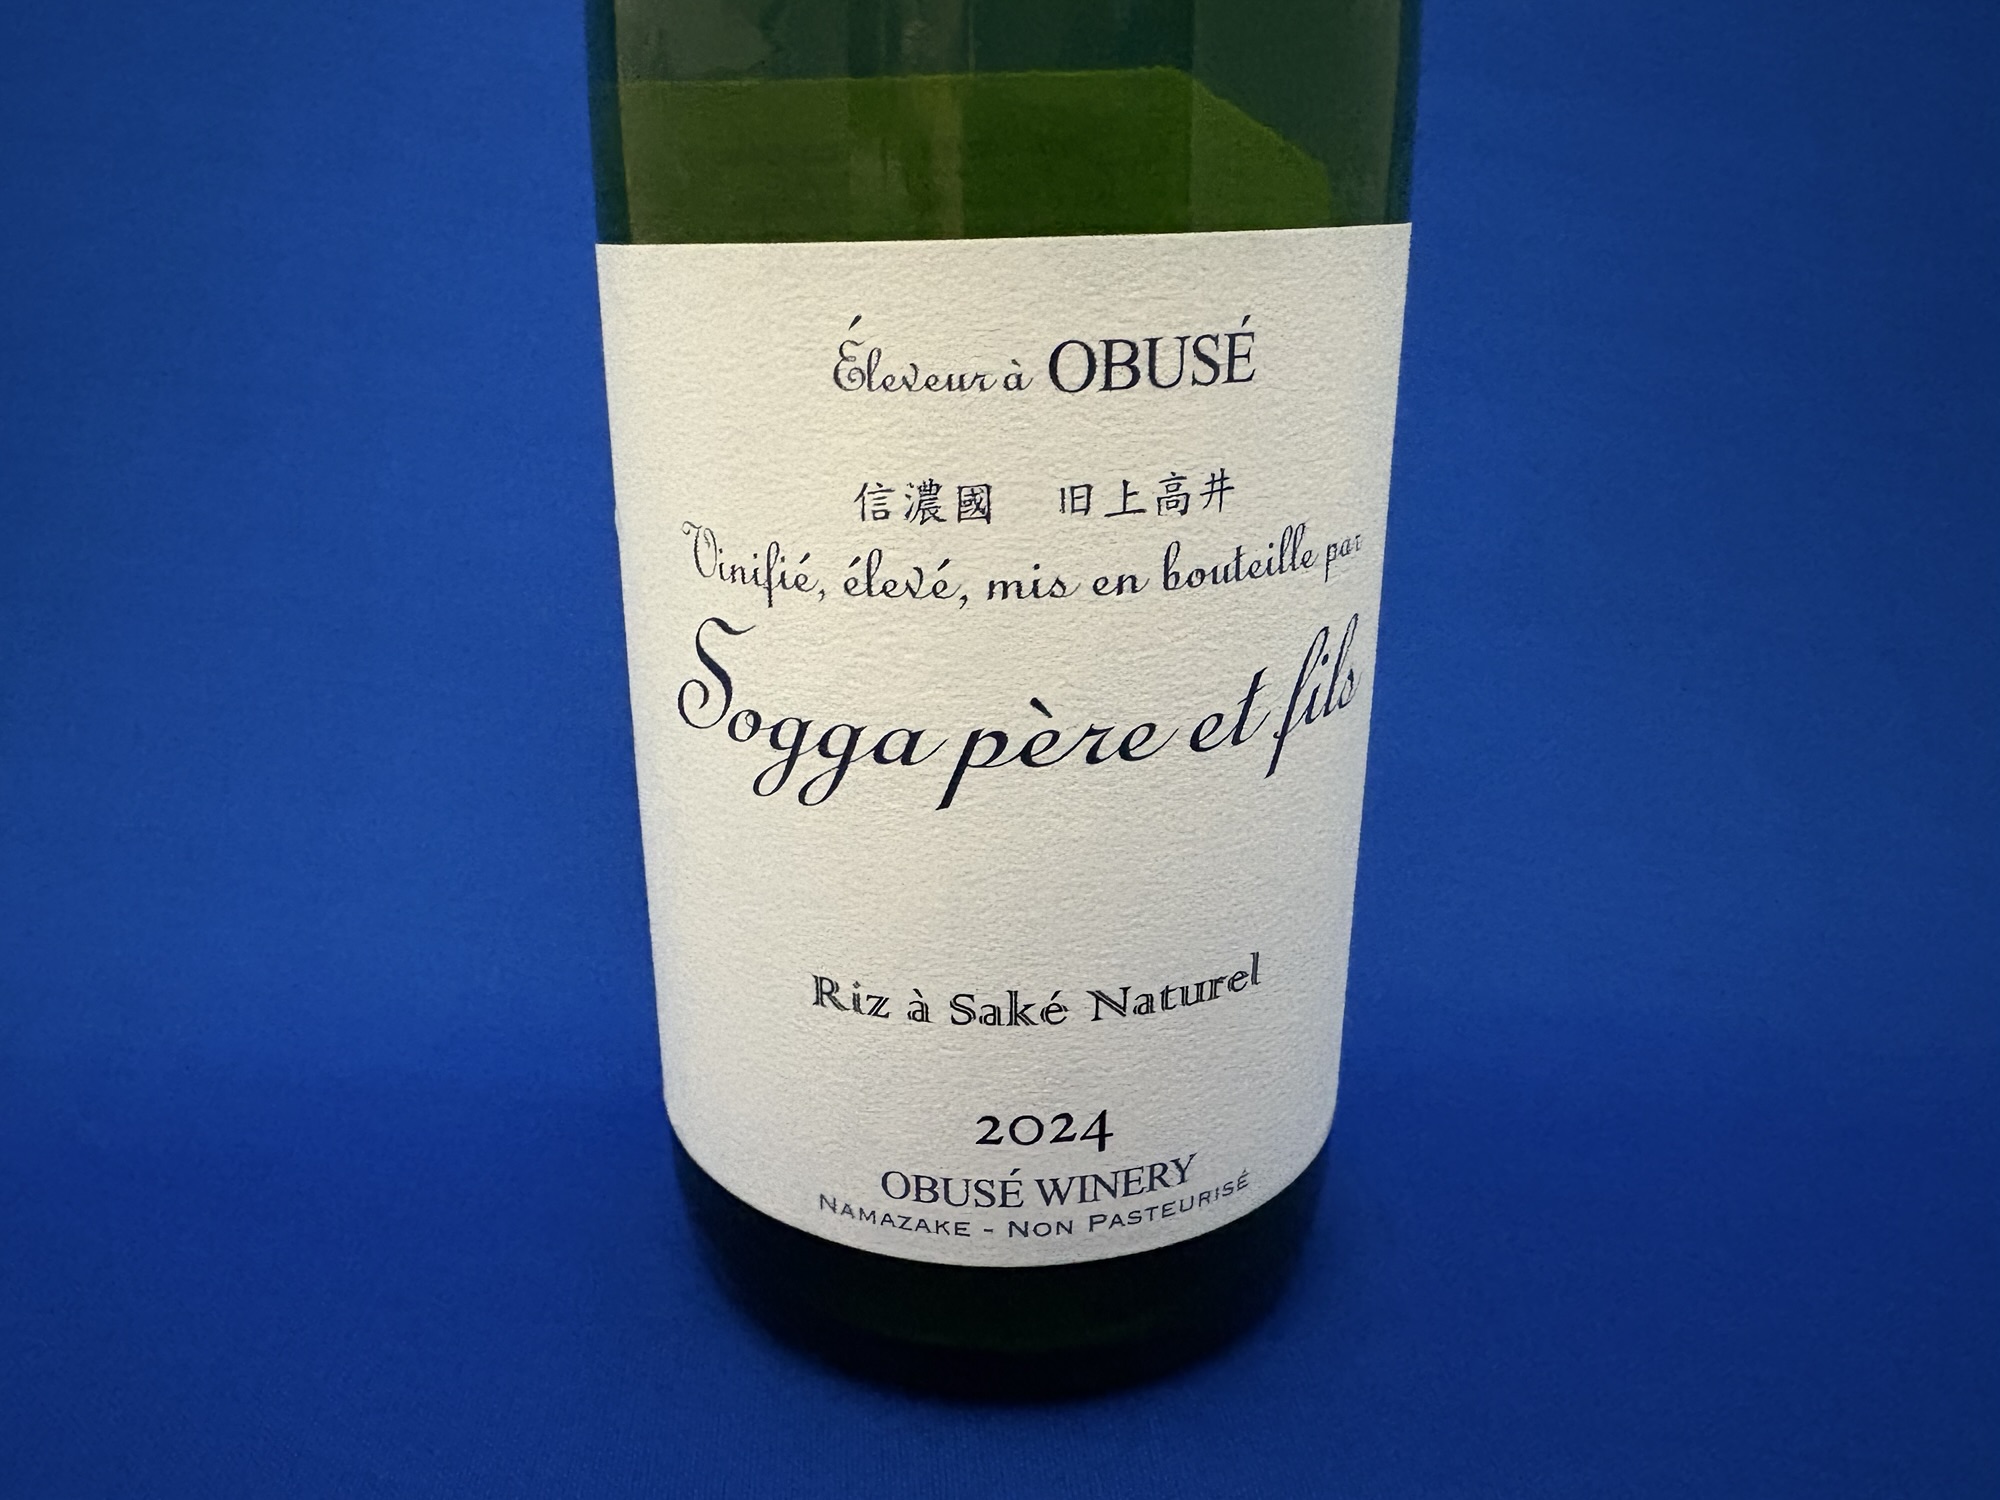 Éleveur à OBUSÉ
信濃國 旧上高井
Vinifié, élevé, mis en bouteille par
Sogga père et fils
Riz à Saké Naturel
2024
OBUSÉ WINERY
NAMAZAKE - NON PASTEURISÉ